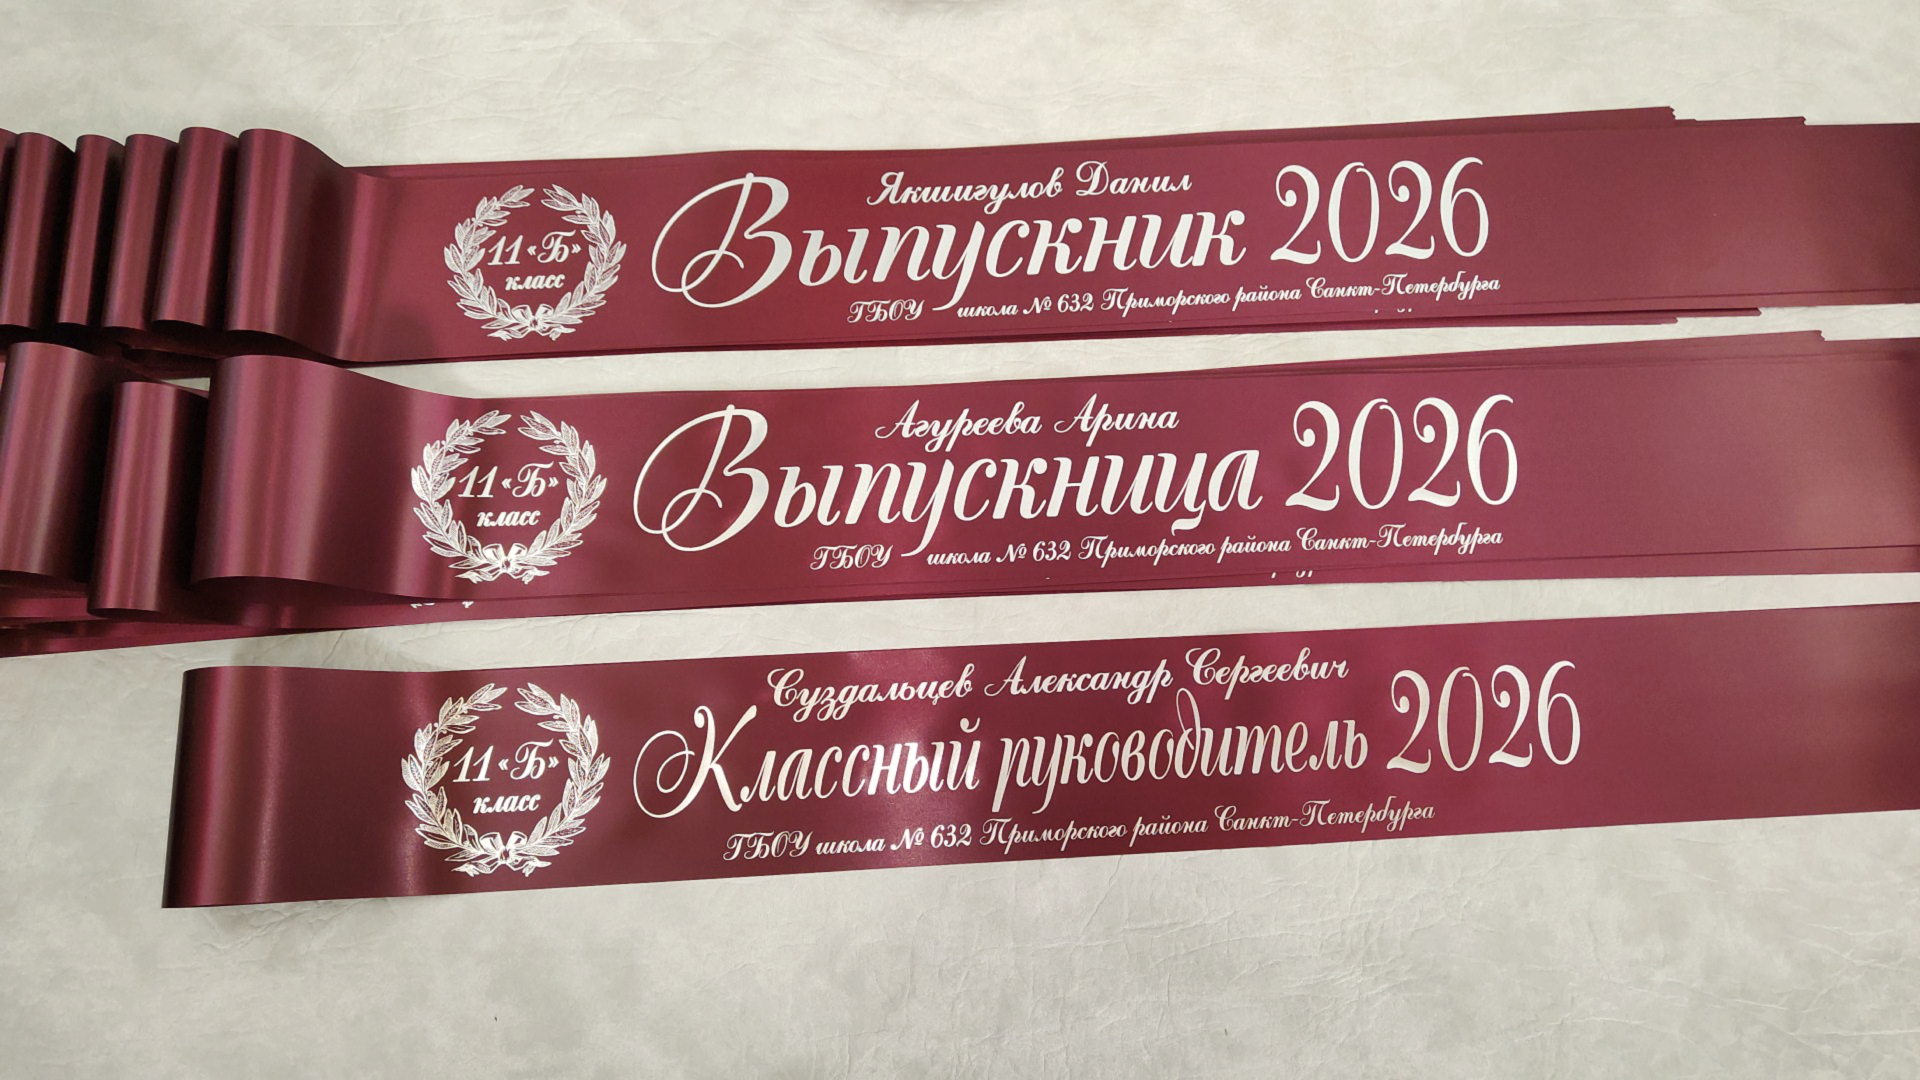 11 «Б»
класс
Якшигулов Данил
Выпускник 2026
ГБОУ школа № 632 Приморского района Санкт-Петербурга
11 «Б»
класс
Агуреева Арина
Выпускница 2026
ГБОУ школа № 632 Приморского района Санкт-Петербурга
11 «Б»
класс
Суздальцев Александр Сергеевич
Классный руководитель 2026
ГБОУ школа № 632 Приморского района Санкт-Петербурга